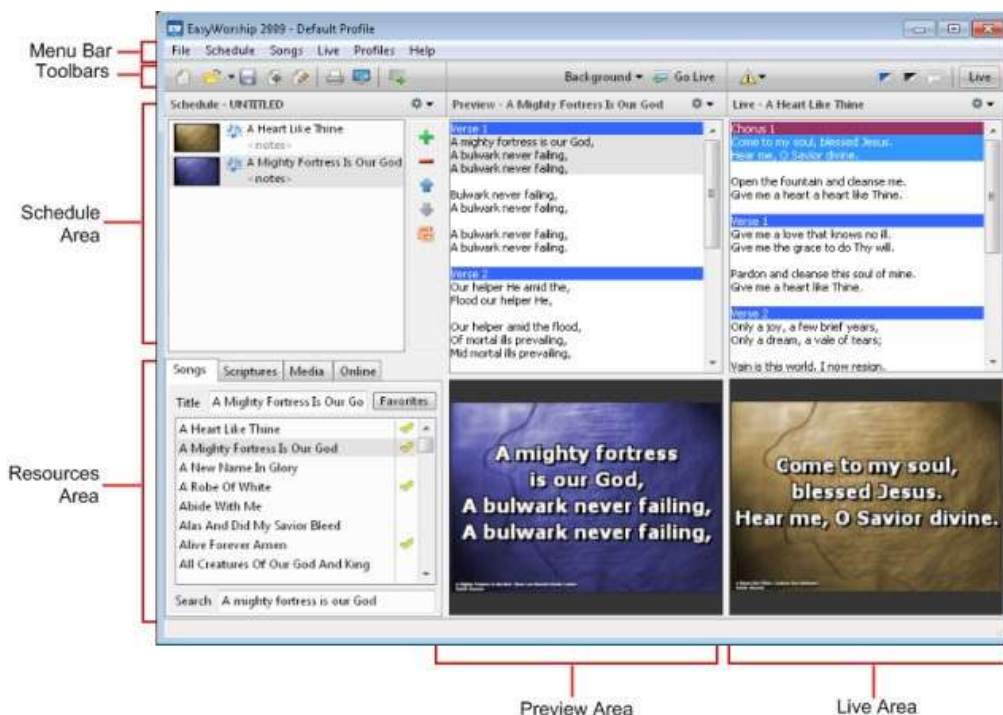 EasyWorship 2009 - Default Profile
Menu Bar
File Schedule Songs Live Profiles Help
Toolbars
Background Go Live
Live
Schedule - UNTITLED
Preview - A Mighty Fortress Is Our God
Live - A Heart Like Thine
Schedule
Area
A Heart Like Thine
<notes>
A Mighty Fortress Is Our God
<notes>
Verse 1
A mighty fortress is our God,
A bulwark never failing,
A bulwark never failing,
Bulwark never failing,
A bulwark never failing,
A bulwark never failing,
A bulwark never failing.
Verse 2
Our helper He amid the,
Flood our helper He,
Our helper amid the flood,
Of mortal ills prevailing,
Mid mortal ills prevailing,
Chorus 1
Come to my soul, blessed Jesus.
Hear me, O Savior divine.
Open the fountain and cleanse me.
Give me a heart a heart like Thine.
Verse 1
Give me a love that knows no ill.
Give me the grace to do Thy will.
Pardon and cleanse this soul of mine.
Give me a heart like Thine.
Verse 2
Only a joy, a few brief years,
Only a dream, a vale of tears;
Vain is this world. I now resign.
Resources
Area
Songs Scriptures Media Online
Title A Mighty Fortress Is Our Go Favorites
A Heart Like Thine
A Mighty Fortress Is Our God
A New Name In Glory
A Robe Of White
Abide With Me
Alas And Did My Savior Bleed
Alive Forever Amen
All Creatures Of Our God And King
Search A mighty fortress is our God
A mighty fortress
is our God,
A bulwark never failing,
A bulwark never failing,
Come to my soul,
blessed Jesus.
Hear me, O Savior divine.
Preview Area
Live Area